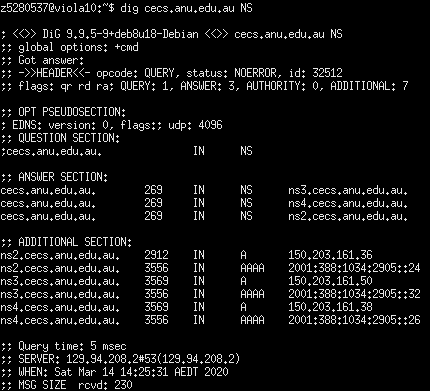 z5280537@viola10:~$ dig cecs.anu.edu.au NS

; <<>> DiG 9.9.5-9+deb8u18-Debian <<>> cecs.anu.edu.au NS
;; global options: +cmd
;; Got answer:
;; ->>HEADER<<- opcode: QUERY, status: NOERROR, id: 32512
;; flags: qr rd ra; QUERY: 1, ANSWER: 3, AUTHORITY: 0, ADDITIONAL: 7

;; OPT PSEUDOSECTION:
; EDNS: version: 0, flags:; udp: 4096
;; QUESTION SECTION:
;cecs.anu.edu.au. IN NS

;; ANSWER SECTION:
cecs.anu.edu.au. 269 IN NS ns3.cecs.anu.edu.au.
cecs.anu.edu.au. 269 IN NS ns4.cecs.anu.edu.au.
cecs.anu.edu.au. 269 IN NS ns2.cecs.anu.edu.au.

;; ADDITIONAL SECTION:
ns2.cecs.anu.edu.au. 2912 IN A 150.203.161.36
ns2.cecs.anu.edu.au. 3556 IN AAAA 2001:388:1034:2905::24
ns3.cecs.anu.edu.au. 3569 IN A 150.203.161.50
ns3.cecs.anu.edu.au. 3556 IN AAAA 2001:388:1034:2905::32
ns4.cecs.anu.edu.au. 3569 IN A 150.203.161.38
ns4.cecs.anu.edu.au. 3556 IN AAAA 2001:388:1034:2905::26

;; Query time: 5 msec
;; SERVER: 129.94.208.2#53(129.94.208.2)
;; WHEN: Sat Mar 14 14:25:31 AEDT 2020
;; MSG SIZE rcvd: 230